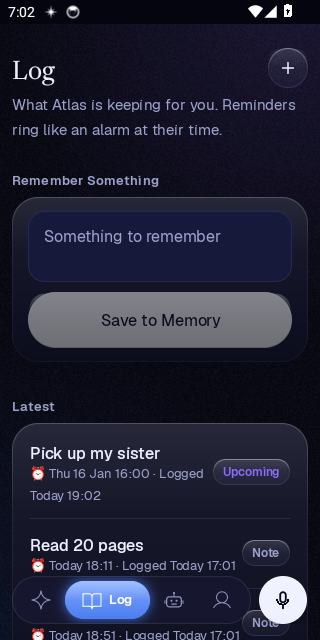 7:02
Log
What Atlas is keeping for you. Reminders
ring like an alarm at their time.
Remember Something
Something to remember
Save to Memory
Latest
Pick up my sister
⏰ Thu 16 Jan 16:00 · Logged
Today 19:02
Upcoming
Read 20 pages
⏰ Today 18:11 · Logged Today 17:01
Note
Log
Note
⏰ Today 18:51 · Logged Today 17:01